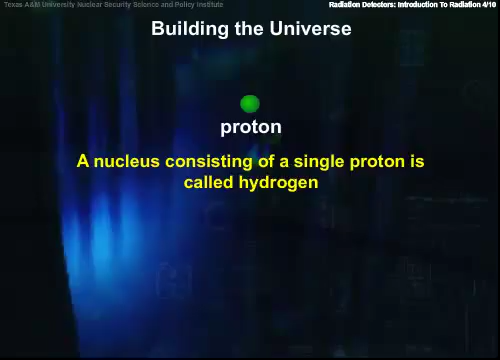 Texas A&M University Nuclear Security Science and Policy Institute
Radiation Detectors: Introduction To Radiation 4/10
Building the Universe
proton
A nucleus consisting of a single proton is
called hydrogen